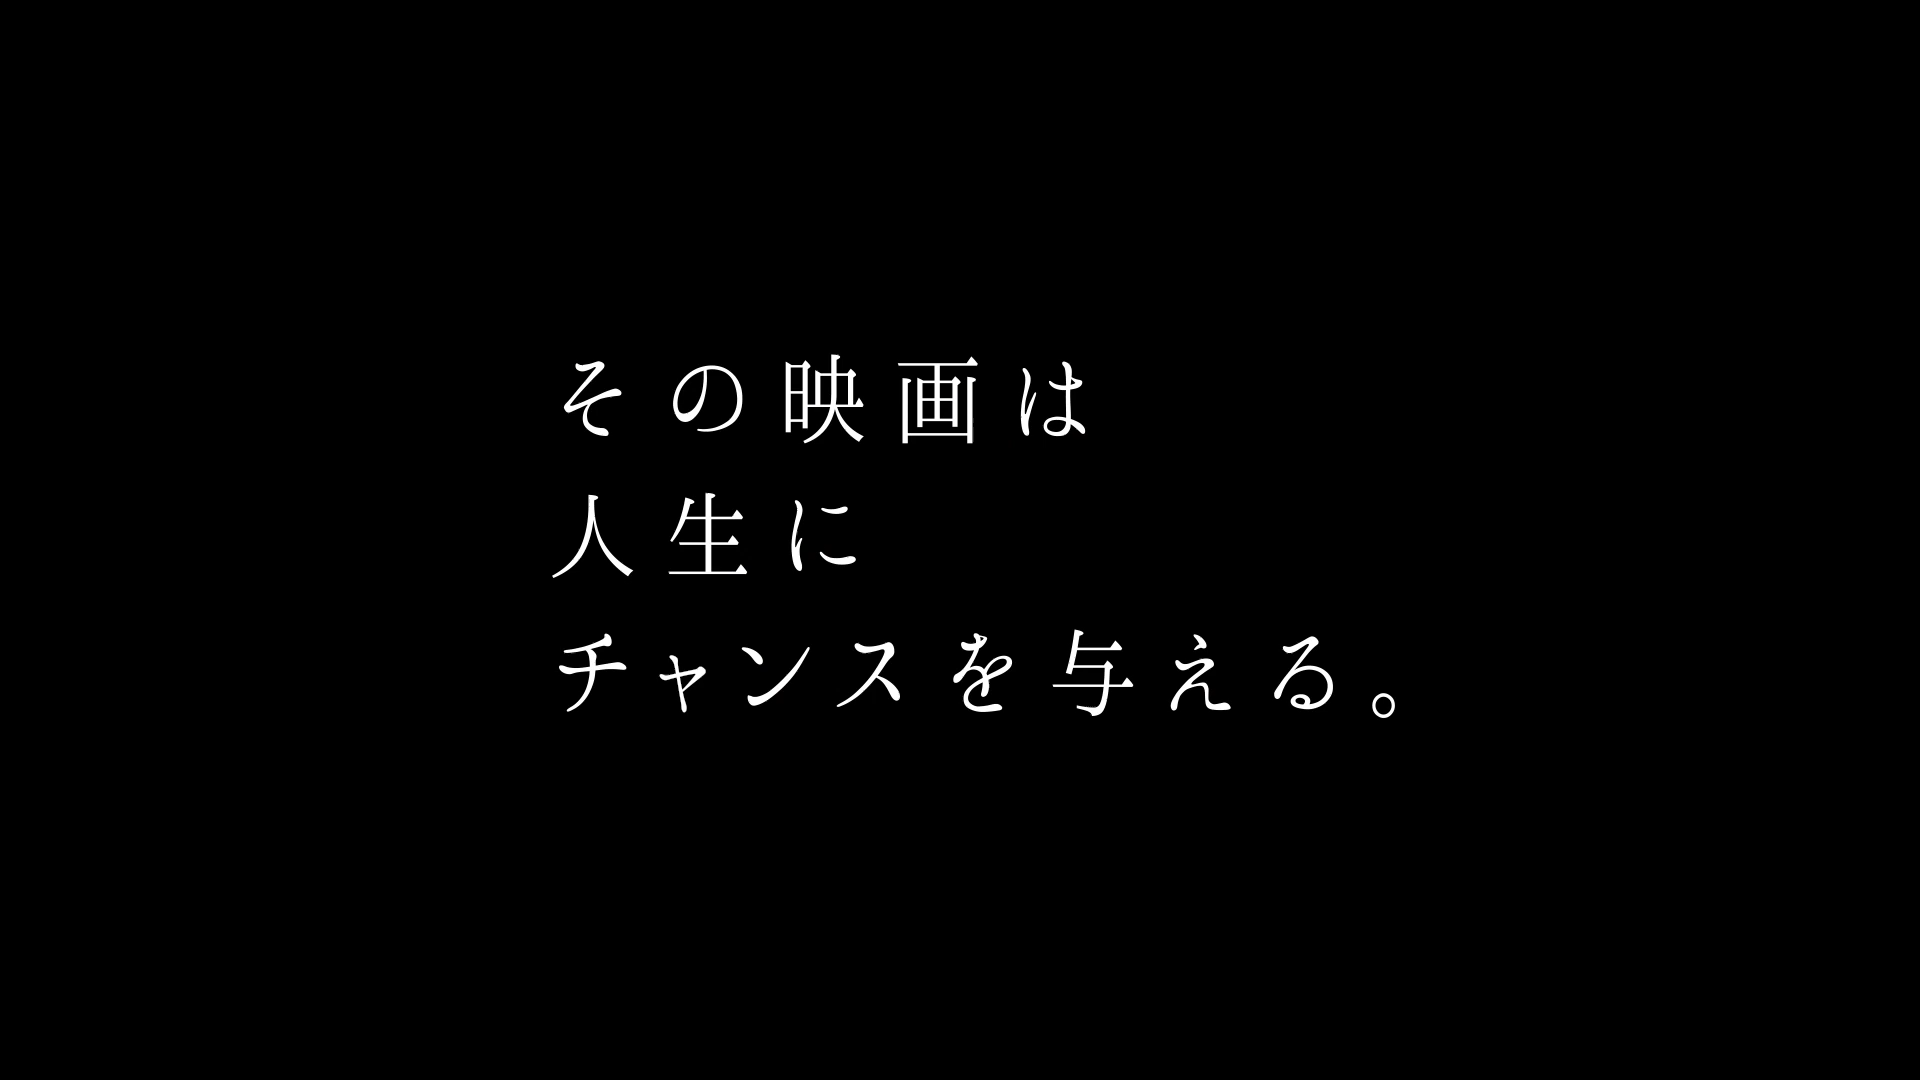 その映画は
人生に
チャンスを与える。